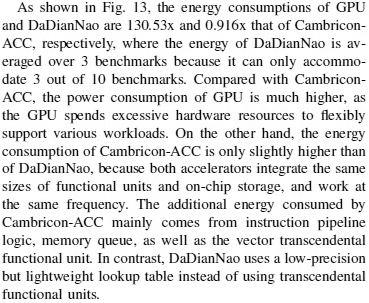 As shown in Fig. 13, the energy consumptions of GPU
and DaDianNao are 130.53x and 0.916x that of Cambricon-
ACC, respectively, where the energy of DaDianNao is av-
eraged over 3 benchmarks because it can only accommo-
date 3 out of 10 benchmarks. Compared with Cambricon-
ACC, the power consumption of GPU is much higher, as
the GPU spends excessive hardware resources to flexibly
support various workloads. On the other hand, the energy
consumption of Cambricon-ACC is only slightly higher than
of DaDianNao, because both accelerators integrate the same
sizes of functional units and on-chip storage, and work at
the same frequency. The additional energy consumed by
Cambricon-ACC mainly comes from instruction pipeline
logic, memory queue, as well as the vector transcendental
functional unit. In contrast, DaDianNao uses a low-precision
but lightweight lookup table instead of using transcendental
functional units.